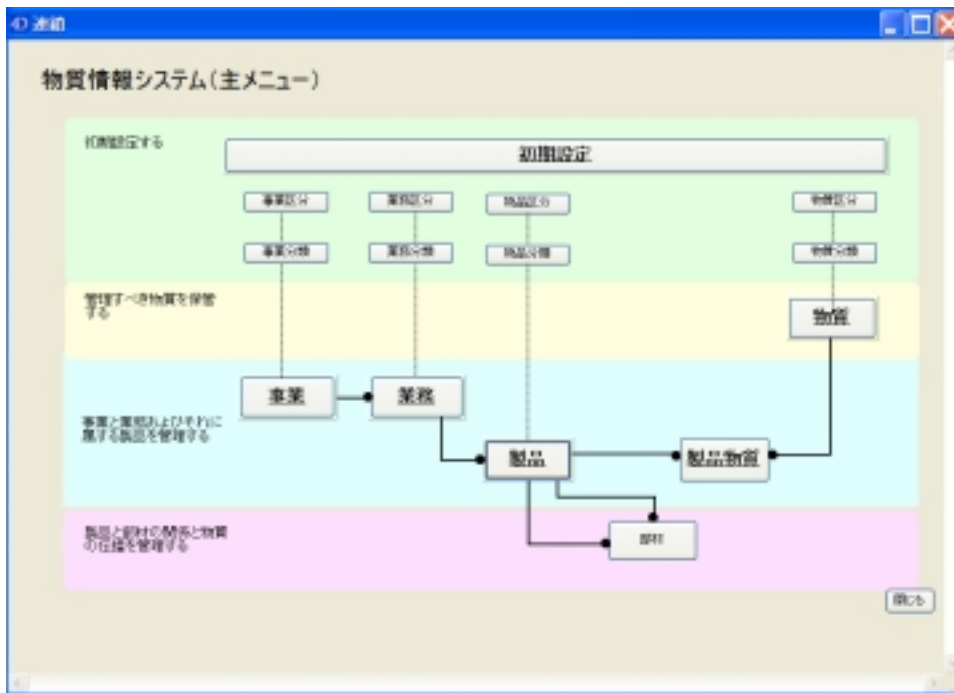 4D 連鎖
物質情報システム(主メニュー)
初期設定する
初期設定
事業区分
業務区分
物品区分
物質区分
事業分類
業務分類
物品分類
物質分類
管理すべき物質を保管
する
物質
事業
業務
事業と業務およびそれに
属する製品を管理する
製品
製品物質
製品と部材の関係と物質
を管理する
部材
閉じる